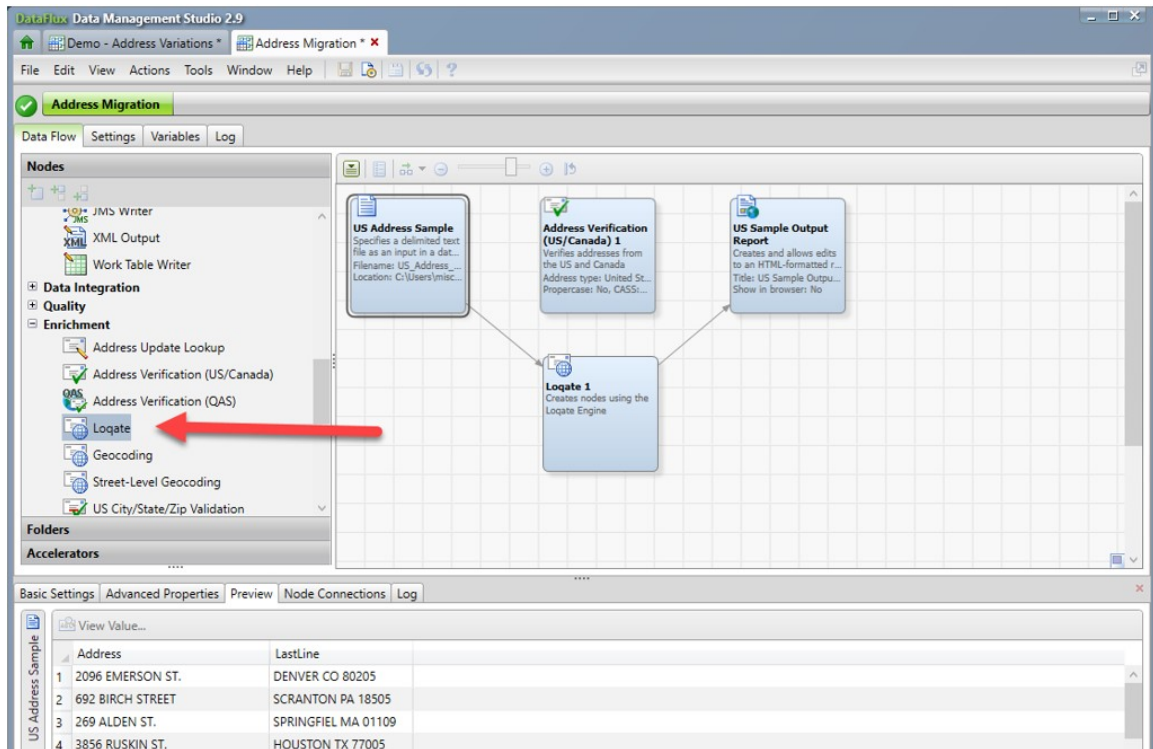 DataFlux Data Management Studio 2.9
Demo - Address Variations *
Address Migration *
File Edit View Actions Tools Window Help
Address Migration
Data Flow Settings Variables Log
Nodes
JMS Writer
JMS
XML Output
XML
Work Table Writer
Data Integration
Quality
Enrichment
Address Update Lookup
Address Verification (US/Canada)
QAS
Address Verification (QAS)
Loqate
Geocoding
Street-Level Geocoding
US City/State/Zip Validation
Folders
Accelerators
US Address Sample
Specifies a delimited text
file as an input in a dat...
Filename: US_Address_...
Location: C:\Users\misc...
Address Verification
(US/Canada) 1
Verifies addresses from
the US and Canada
Address type: United St...
Propercase: No, CASS:...
US Sample Output
Report
Creates and allows edits
to an HTML-formatted r...
Title: US Sample Outpu...
Show in browser: No
Loqate 1
Creates nodes using the
Loqate Engine
Basic Settings Advanced Properties Preview Node Connections Log
US Address Sample
View Value...
Address LastLine
1 2096 EMERSON ST. DENVER CO 80205
2 692 BIRCH STREET SCRANTON PA 18505
3 269 ALDEN ST. SPRINGFIEL MA 01109
4 3856 RUSKIN ST. HOUSTON TX 77005